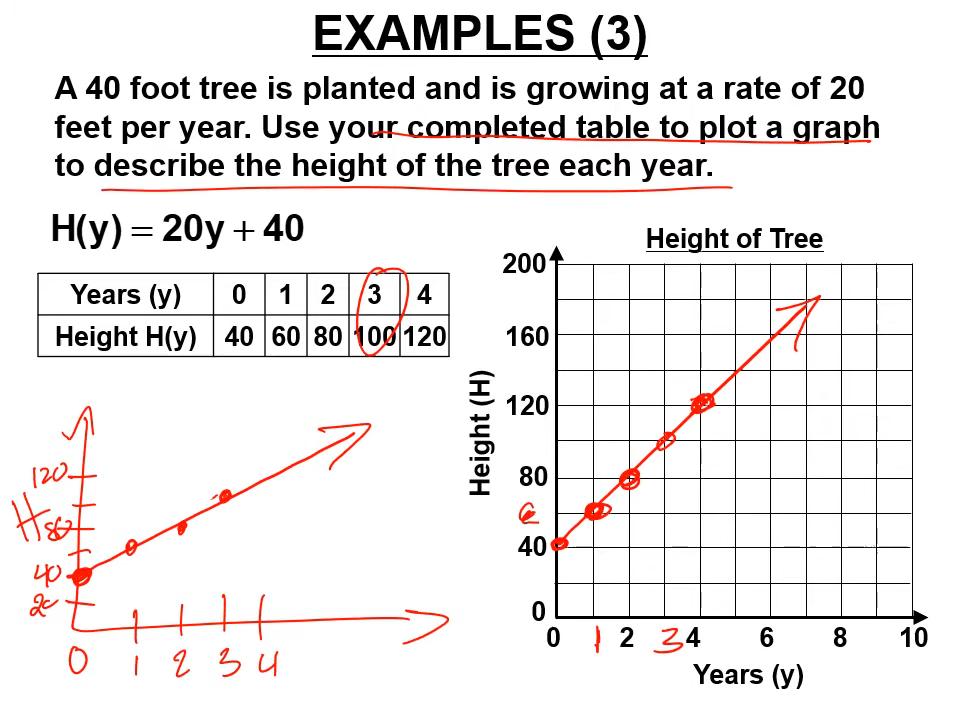 EXAMPLES (3)
A 40 foot tree is planted and is growing at a rate of 20
feet per year. Use your completed table to plot a graph
to describe the height of the tree each year.
H(y) = 20y + 40
Years (y) 0 1 2 3 4
Height H(y) 40 60 80 100 120
120
H
80
40
20
0 1 2 3 4
Height of Tree
200
160
120
80
40
0
Height (H)
0 1 2 3 4 6 8 10
Years (y)